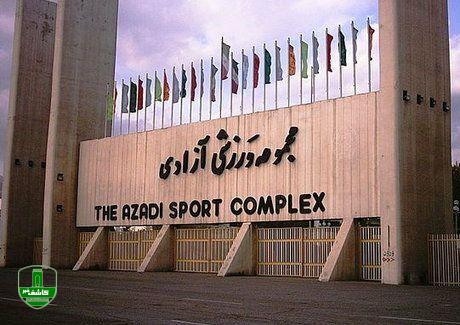 مجموعه ورزشی آزادی
THE AZADI SPORT COMPLEX